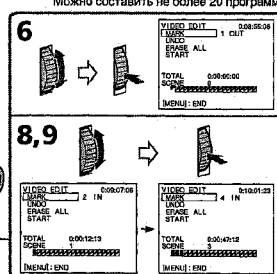 Можно составить не более 20 программ
6
VIDEO EDIT 0:08:55:06
MARK 1 OUT
UNDO
ERASE ALL
START
TOTAL 0:00:00:00
SCENE 0
[MENU] : END
8,9
VIDEO EDIT 0:09:07:06
MARK 2 IN
UNDO
ERASE ALL
START
TOTAL 0:00:12:13
SCENE 1
[MENU] : END
VIDEO EDIT 0:10:01:23
MARK 4 IN
UNDO
ERASE ALL
START
TOTAL 0:00:47:12
SCENE 3
[MENU] : END